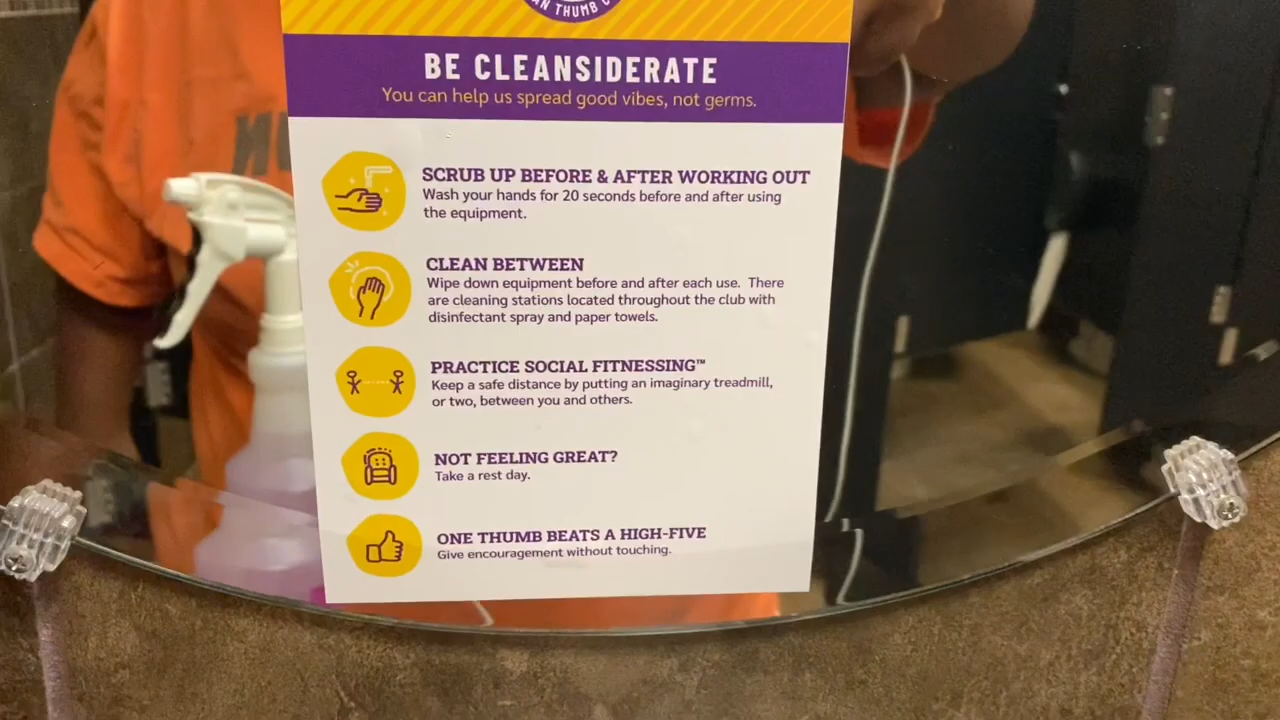 AN THUMB C
BE CLEANSIDERATE
You can help us spread good vibes, not germs.
SCRUB UP BEFORE & AFTER WORKING OUT
Wash your hands for 20 seconds before and after using
the equipment.
CLEAN BETWEEN
Wipe down equipment before and after each use. There
are cleaning stations located throughout the club with
disinfectant spray and paper towels.
PRACTICE SOCIAL FITNESSING™
Keep a safe distance by putting an imaginary treadmill,
or two, between you and others.
NOT FEELING GREAT?
Take a rest day.
ONE THUMB BEATS A HIGH-FIVE
Give encouragement without touching.